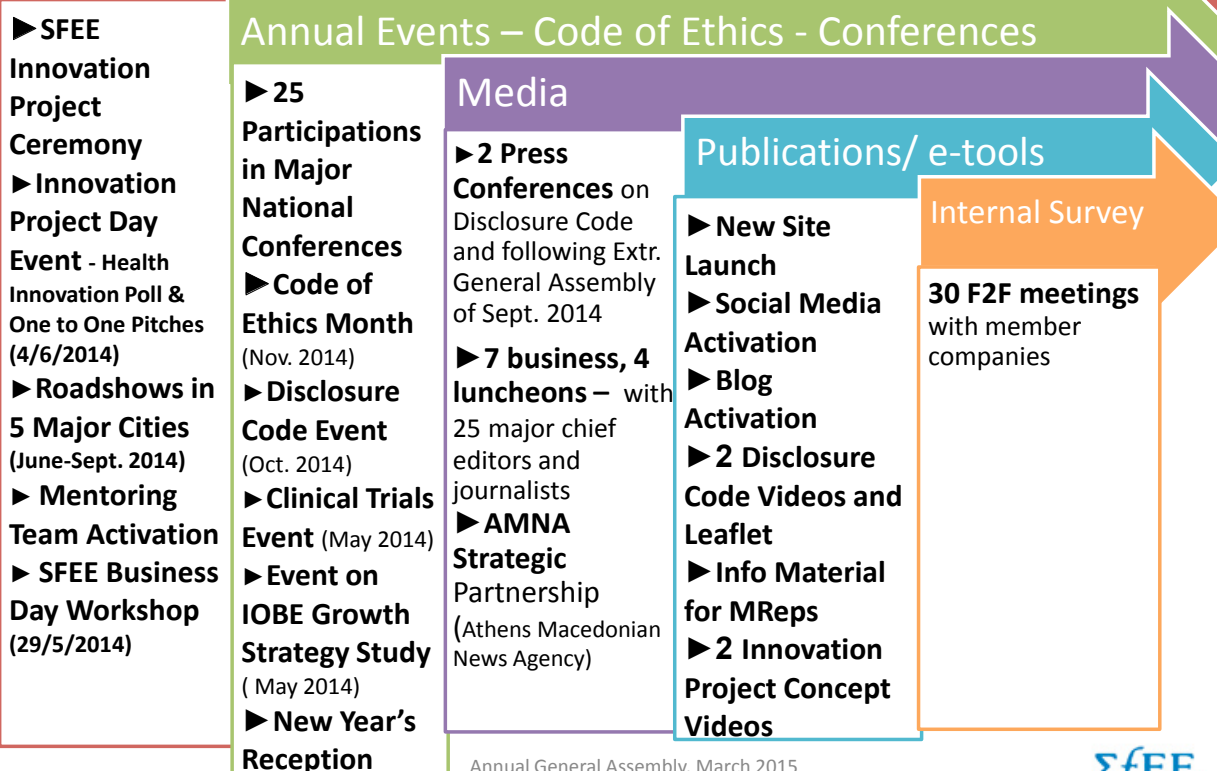 ►SFEE
Innovation
Project
Ceremony
►Innovation
Project Day
Event - Health
Innovation Poll &
One to One Pitches
(4/6/2014)
►Roadshows in
5 Major Cities
(June-Sept. 2014)
► Mentoring
Team Activation
► SFEE Business
Day Workshop
(29/5/2014)
Annual Events – Code of Ethics - Conferences
►25
Participations
in Major
National
Conferences
►Code of
Ethics Month
(Nov. 2014)
►Disclosure
Code Event
(Oct. 2014)
►Clinical Trials
Event (May 2014)
►Event on
IOBE Growth
Strategy Study
( May 2014)
►New Year’s
Reception
Media
►2 Press
Conferences on
Disclosure Code
and following Extr.
General Assembly
of Sept. 2014
►7 business, 4
luncheons – with
25 major chief
editors and
journalists
►AMNA
Strategic
Partnership
(Athens Macedonian
News Agency)
Publications/ e-tools
►New Site
Launch
►Social Media
Activation
►Blog
Activation
►2 Disclosure
Code Videos and
Leaflet
►Info Material
for MReps
►2 Innovation
Project Concept
Videos
Internal Survey
30 F2F meetings
with member
companies
Annual General Assembly, March 2015
ΣfEE